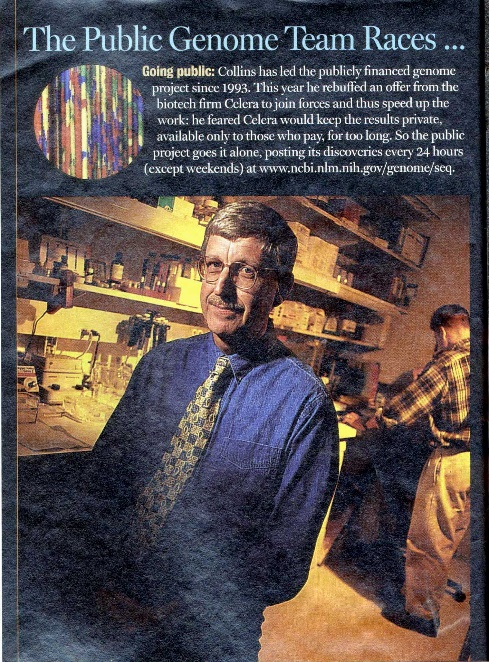 The Public Genome Team Races ...
Going public: Collins has led the publicly financed genome
project since 1993. This year he rebuffed an offer from the
biotech firm Celera to join forces and thus speed up the
work: he feared Celera would keep the results private,
available only to those who pay, for too long. So the public
project goes it alone, posting its discoveries every 24 hours
(except weekends) at www.ncbi.nlm.nih.gov/genome/seq.